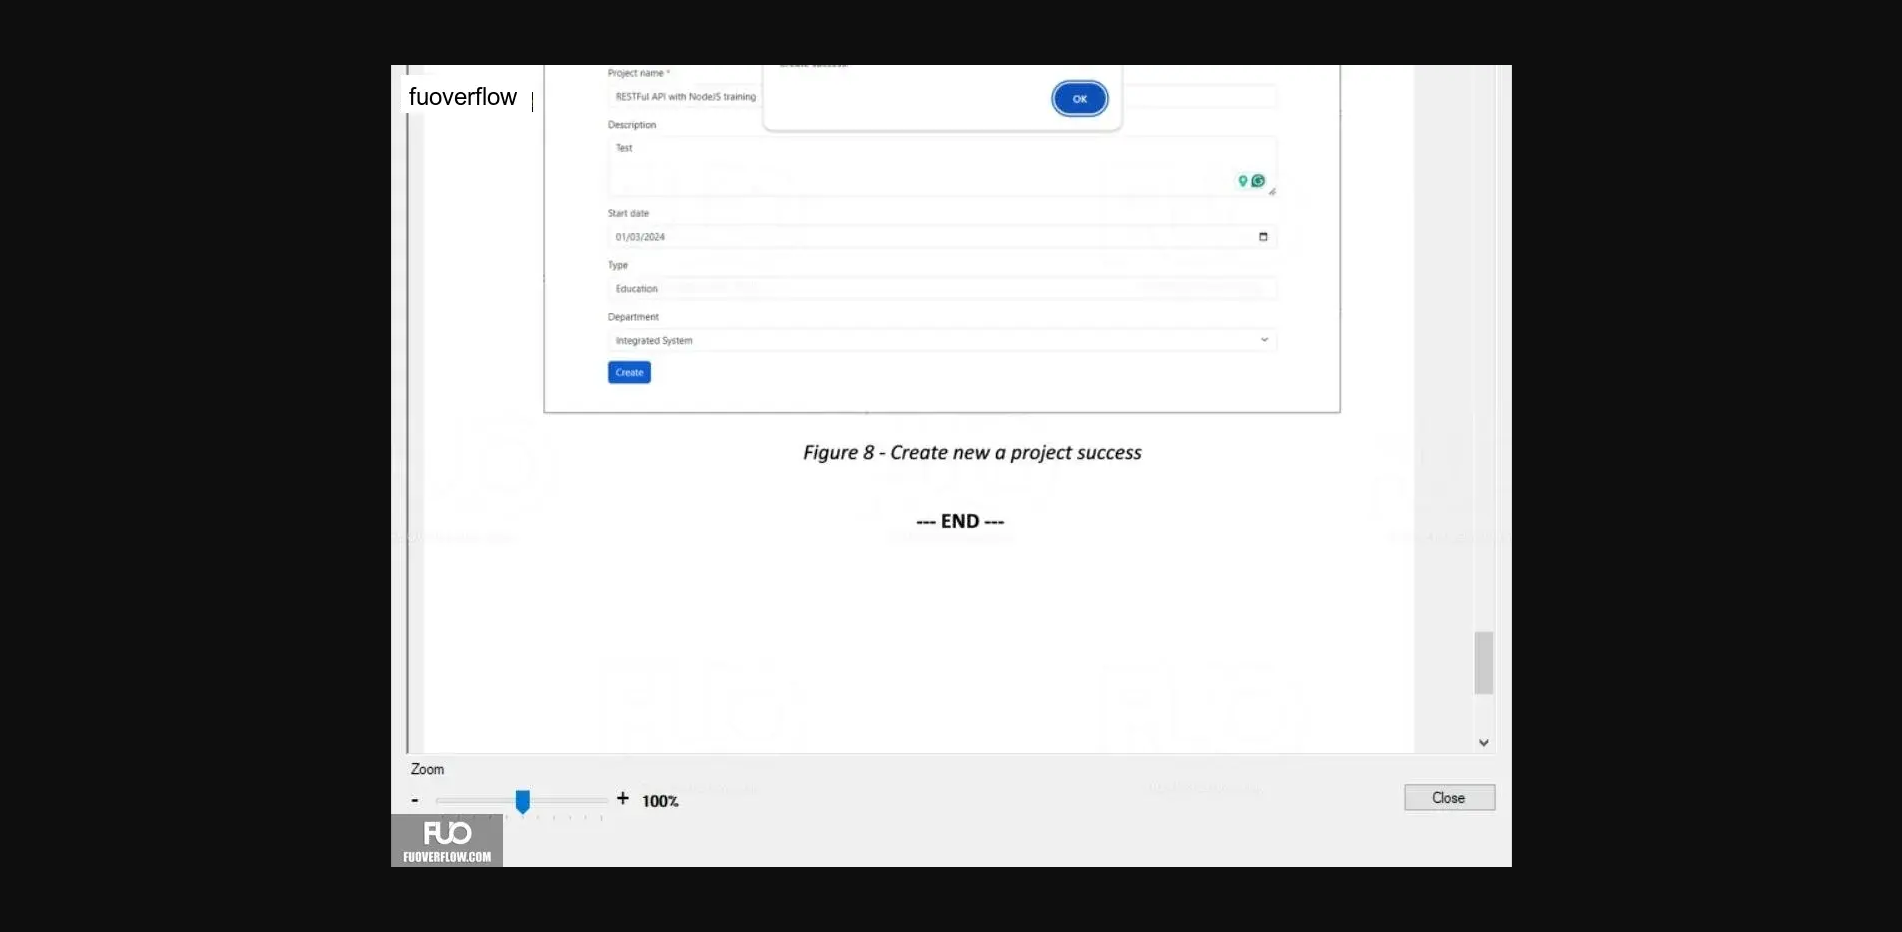 Project name *
fuoverflow
RESTFul API with NodeJS training
OK
Description
Test
Start date
01/03/2024
Type
Education
Department
Integrated System
Create
Figure 8 - Create new a project success
--- END ---
Zoom
- + 100%
Close
FUO
FUOVERFLOW.COM